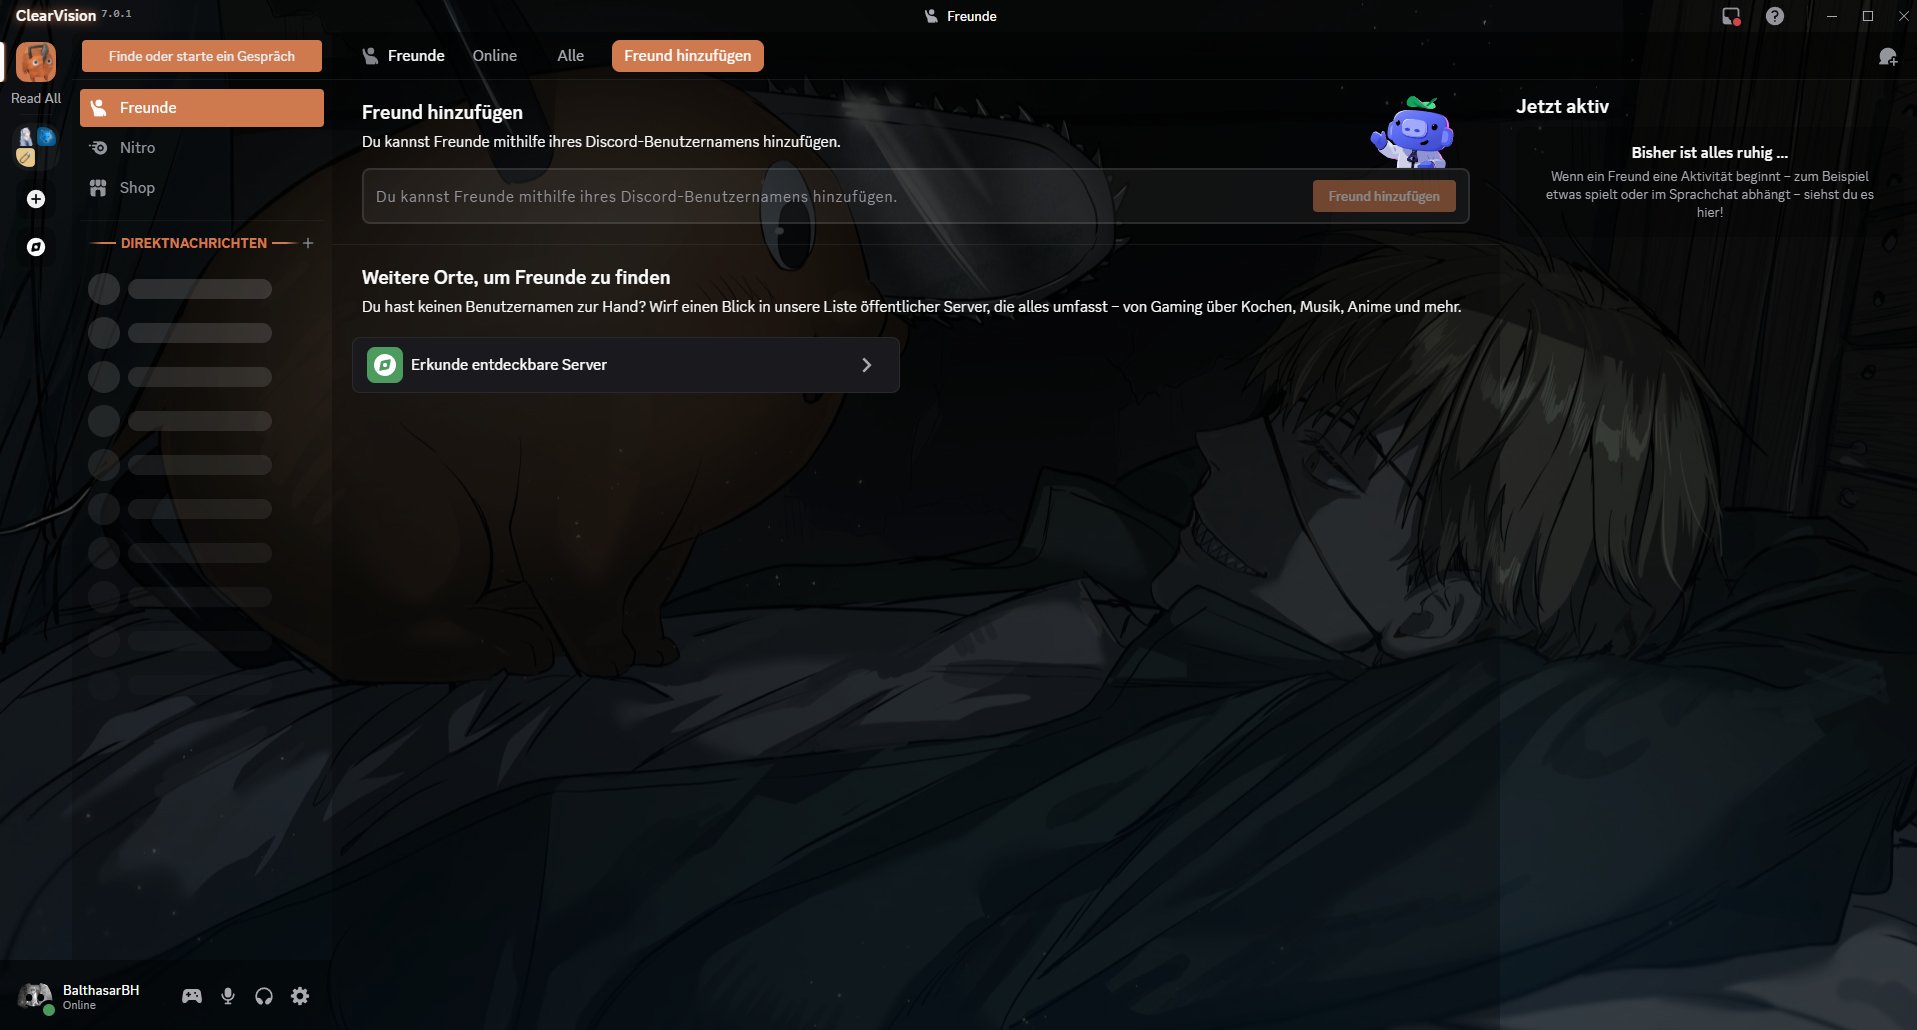 ClearVision 7.0.1
Freunde
Read All
Finde oder starte ein Gespräch
Freunde
Nitro
Shop
DIREKTNACHRICHTEN
BalthasarBH
Online
Freunde
Online
Alle
Freund hinzufügen
Freund hinzufügen
Du kannst Freunde mithilfe ihres Discord-Benutzernamens hinzufügen.
Du kannst Freunde mithilfe ihres Discord-Benutzernamens hinzufügen.
Freund hinzufügen
Weitere Orte, um Freunde zu finden
Du hast keinen Benutzernamen zur Hand? Wirf einen Blick in unsere Liste öffentlicher Server, die alles umfasst – von Gaming über Kochen, Musik, Anime und mehr.
Erkunde entdeckbare Server
Jetzt aktiv
Bisher ist alles ruhig ...
Wenn ein Freund eine Aktivität beginnt – zum Beispiel
etwas spielt oder im Sprachchat abhängt – siehst du es
hier!